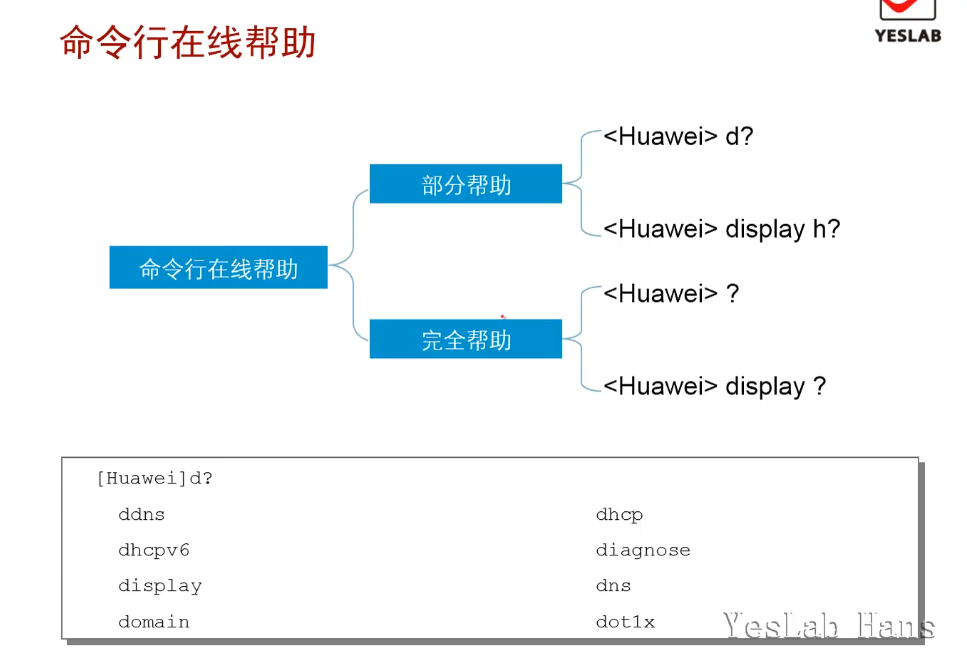 命令行在线帮助
YESLAB
<Huawei> d?
部分帮助
<Huawei> display h?
命令行在线帮助
<Huawei> ?
完全帮助
<Huawei> display ?
[Huawei]d?
ddns dhcp
dhcpv6 diagnose
display dns
domain dot1x
YesLab Hans